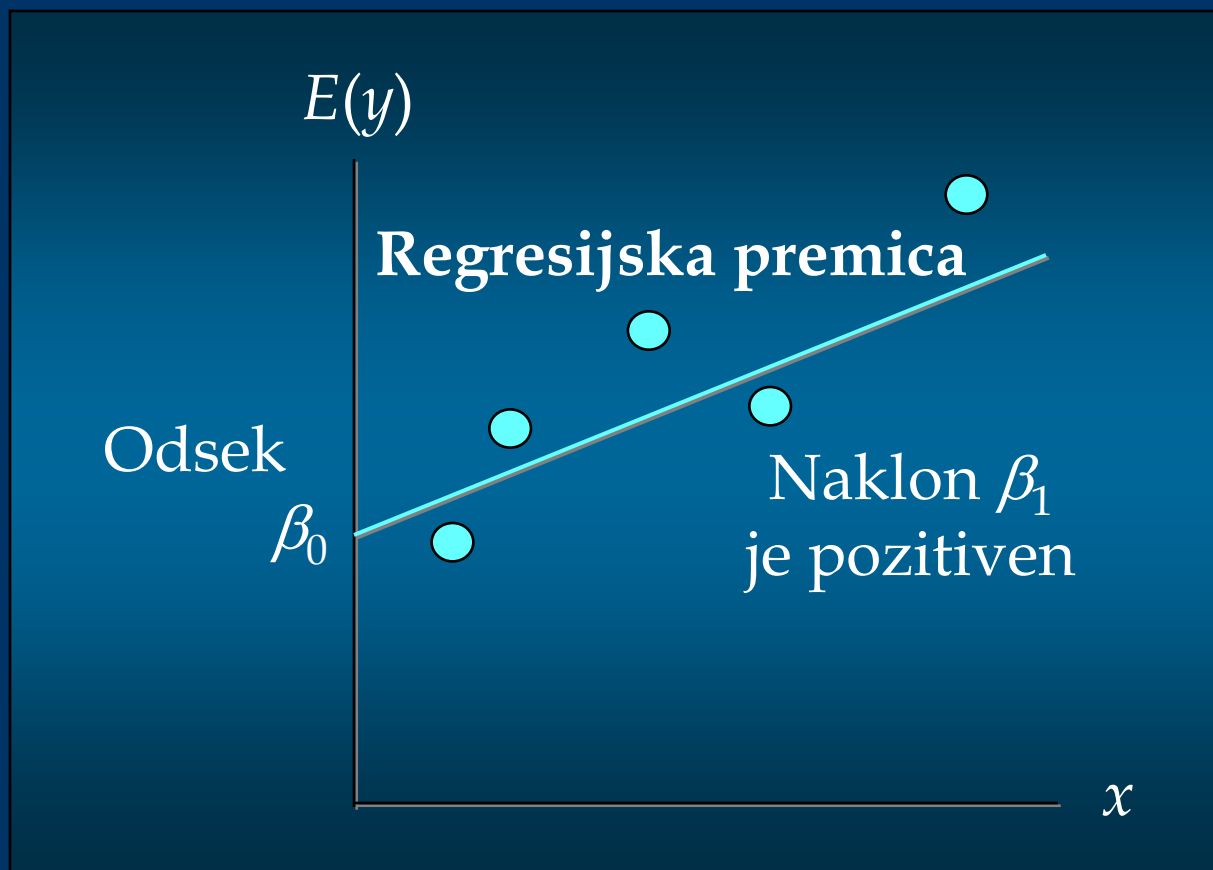 E(y)
Regresijska premica
Odsek
β₀
Naklon β₁
je pozitiven
x